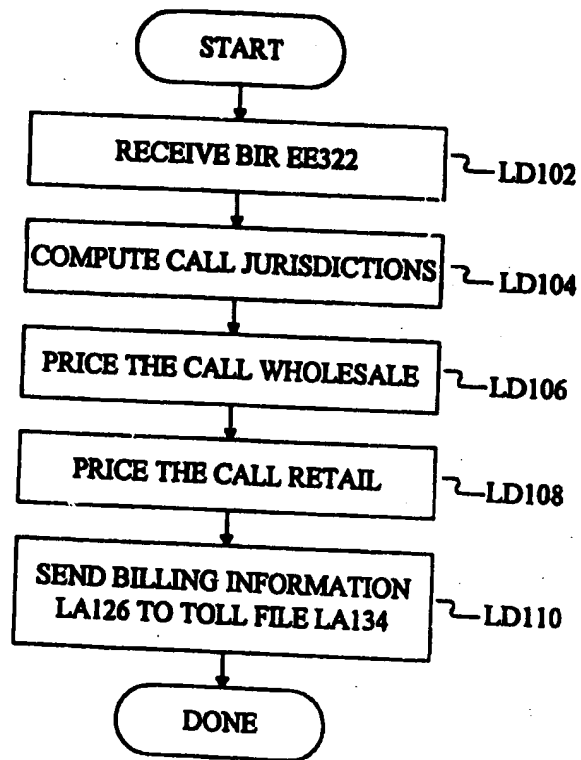 START
RECEIVE BIR EE322
LD102
COMPUTE CALL JURISDICTIONS
LD104
PRICE THE CALL WHOLESALE
LD106
PRICE THE CALL RETAIL
LD108
SEND BILLING INFORMATION
LA126 TO TOLL FILE LA134
LD110
DONE